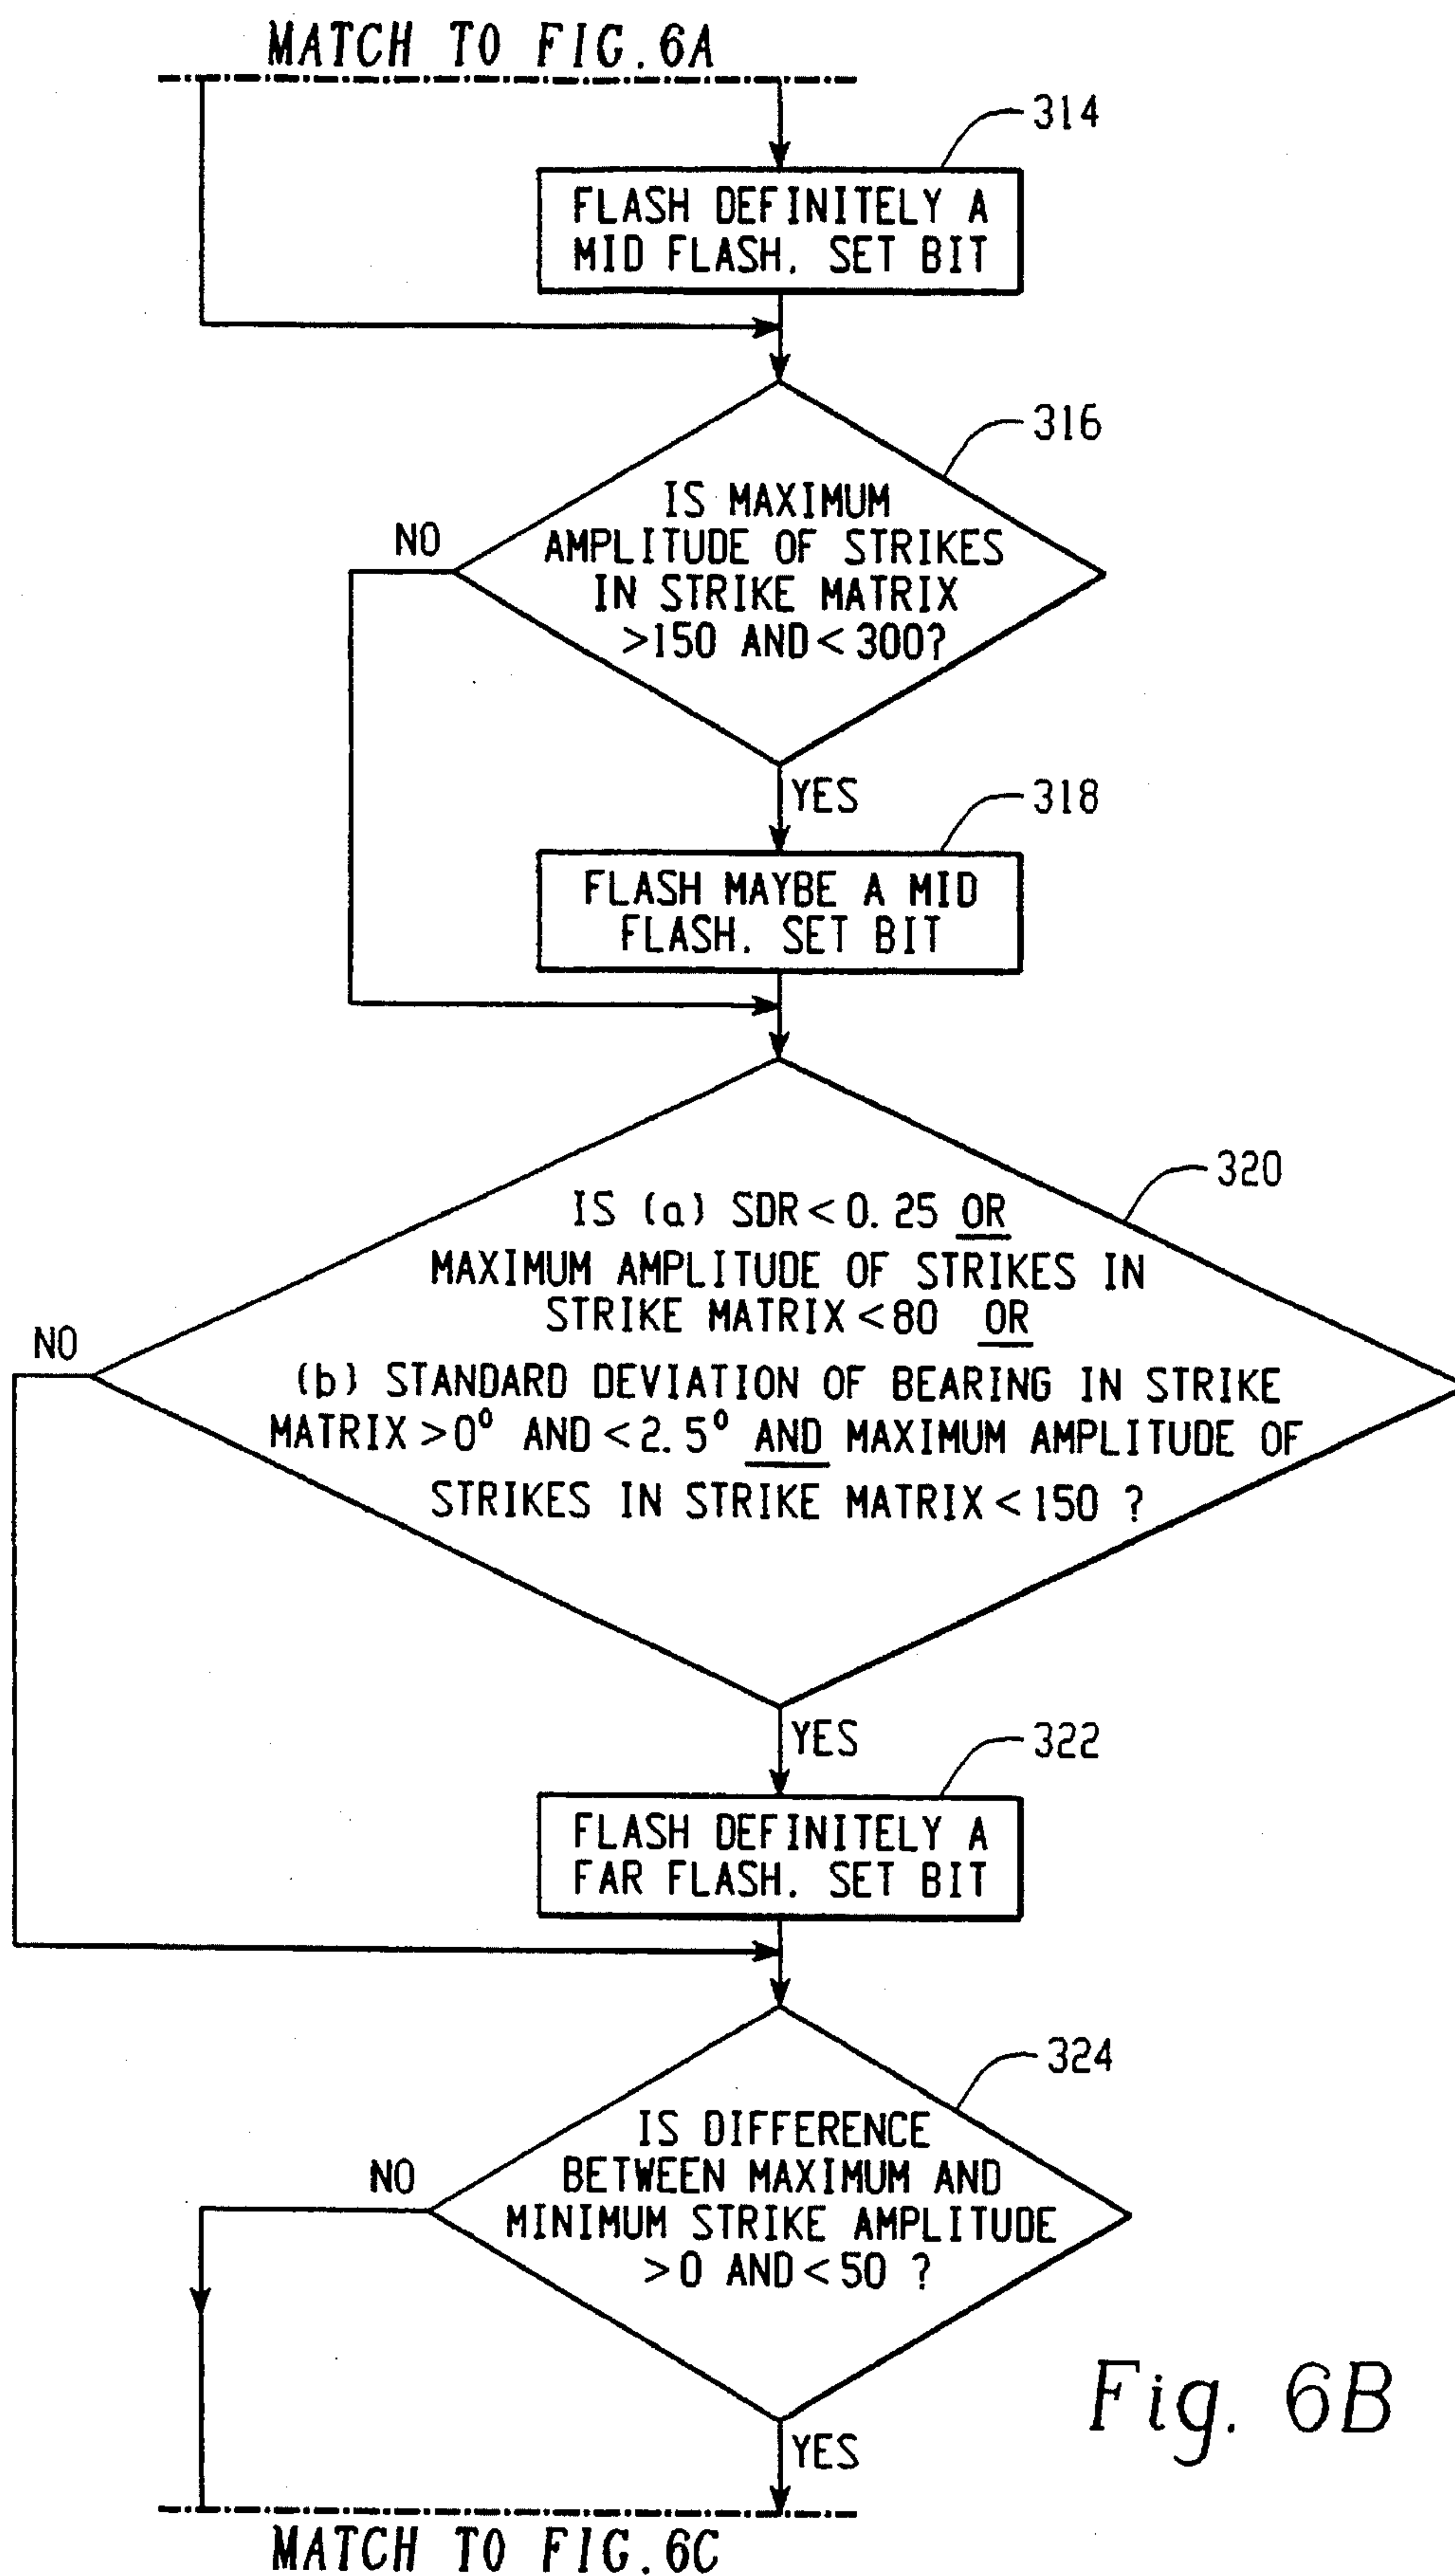 MATCH TO FIG. 6A
314
FLASH DEFINITELY A
MID FLASH. SET BIT
316
IS MAXIMUM
AMPLITUDE OF STRIKES
IN STRIKE MATRIX
>150 AND <300?
NO
YES
318
FLASH MAYBE A MID
FLASH. SET BIT
320
IS (a) SDR<0.25 OR
MAXIMUM AMPLITUDE OF STRIKES IN
STRIKE MATRIX <80 OR
(b) STANDARD DEVIATION OF BEARING IN STRIKE
MATRIX >0° AND <2.5° AND MAXIMUM AMPLITUDE OF
STRIKES IN STRIKE MATRIX <150 ?
NO
YES
322
FLASH DEFINITELY A
FAR FLASH. SET BIT
324
IS DIFFERENCE
BETWEEN MAXIMUM AND
MINIMUM STRIKE AMPLITUDE
>0 AND <50 ?
NO
YES
Fig. 6B
MATCH TO FIG. 6C